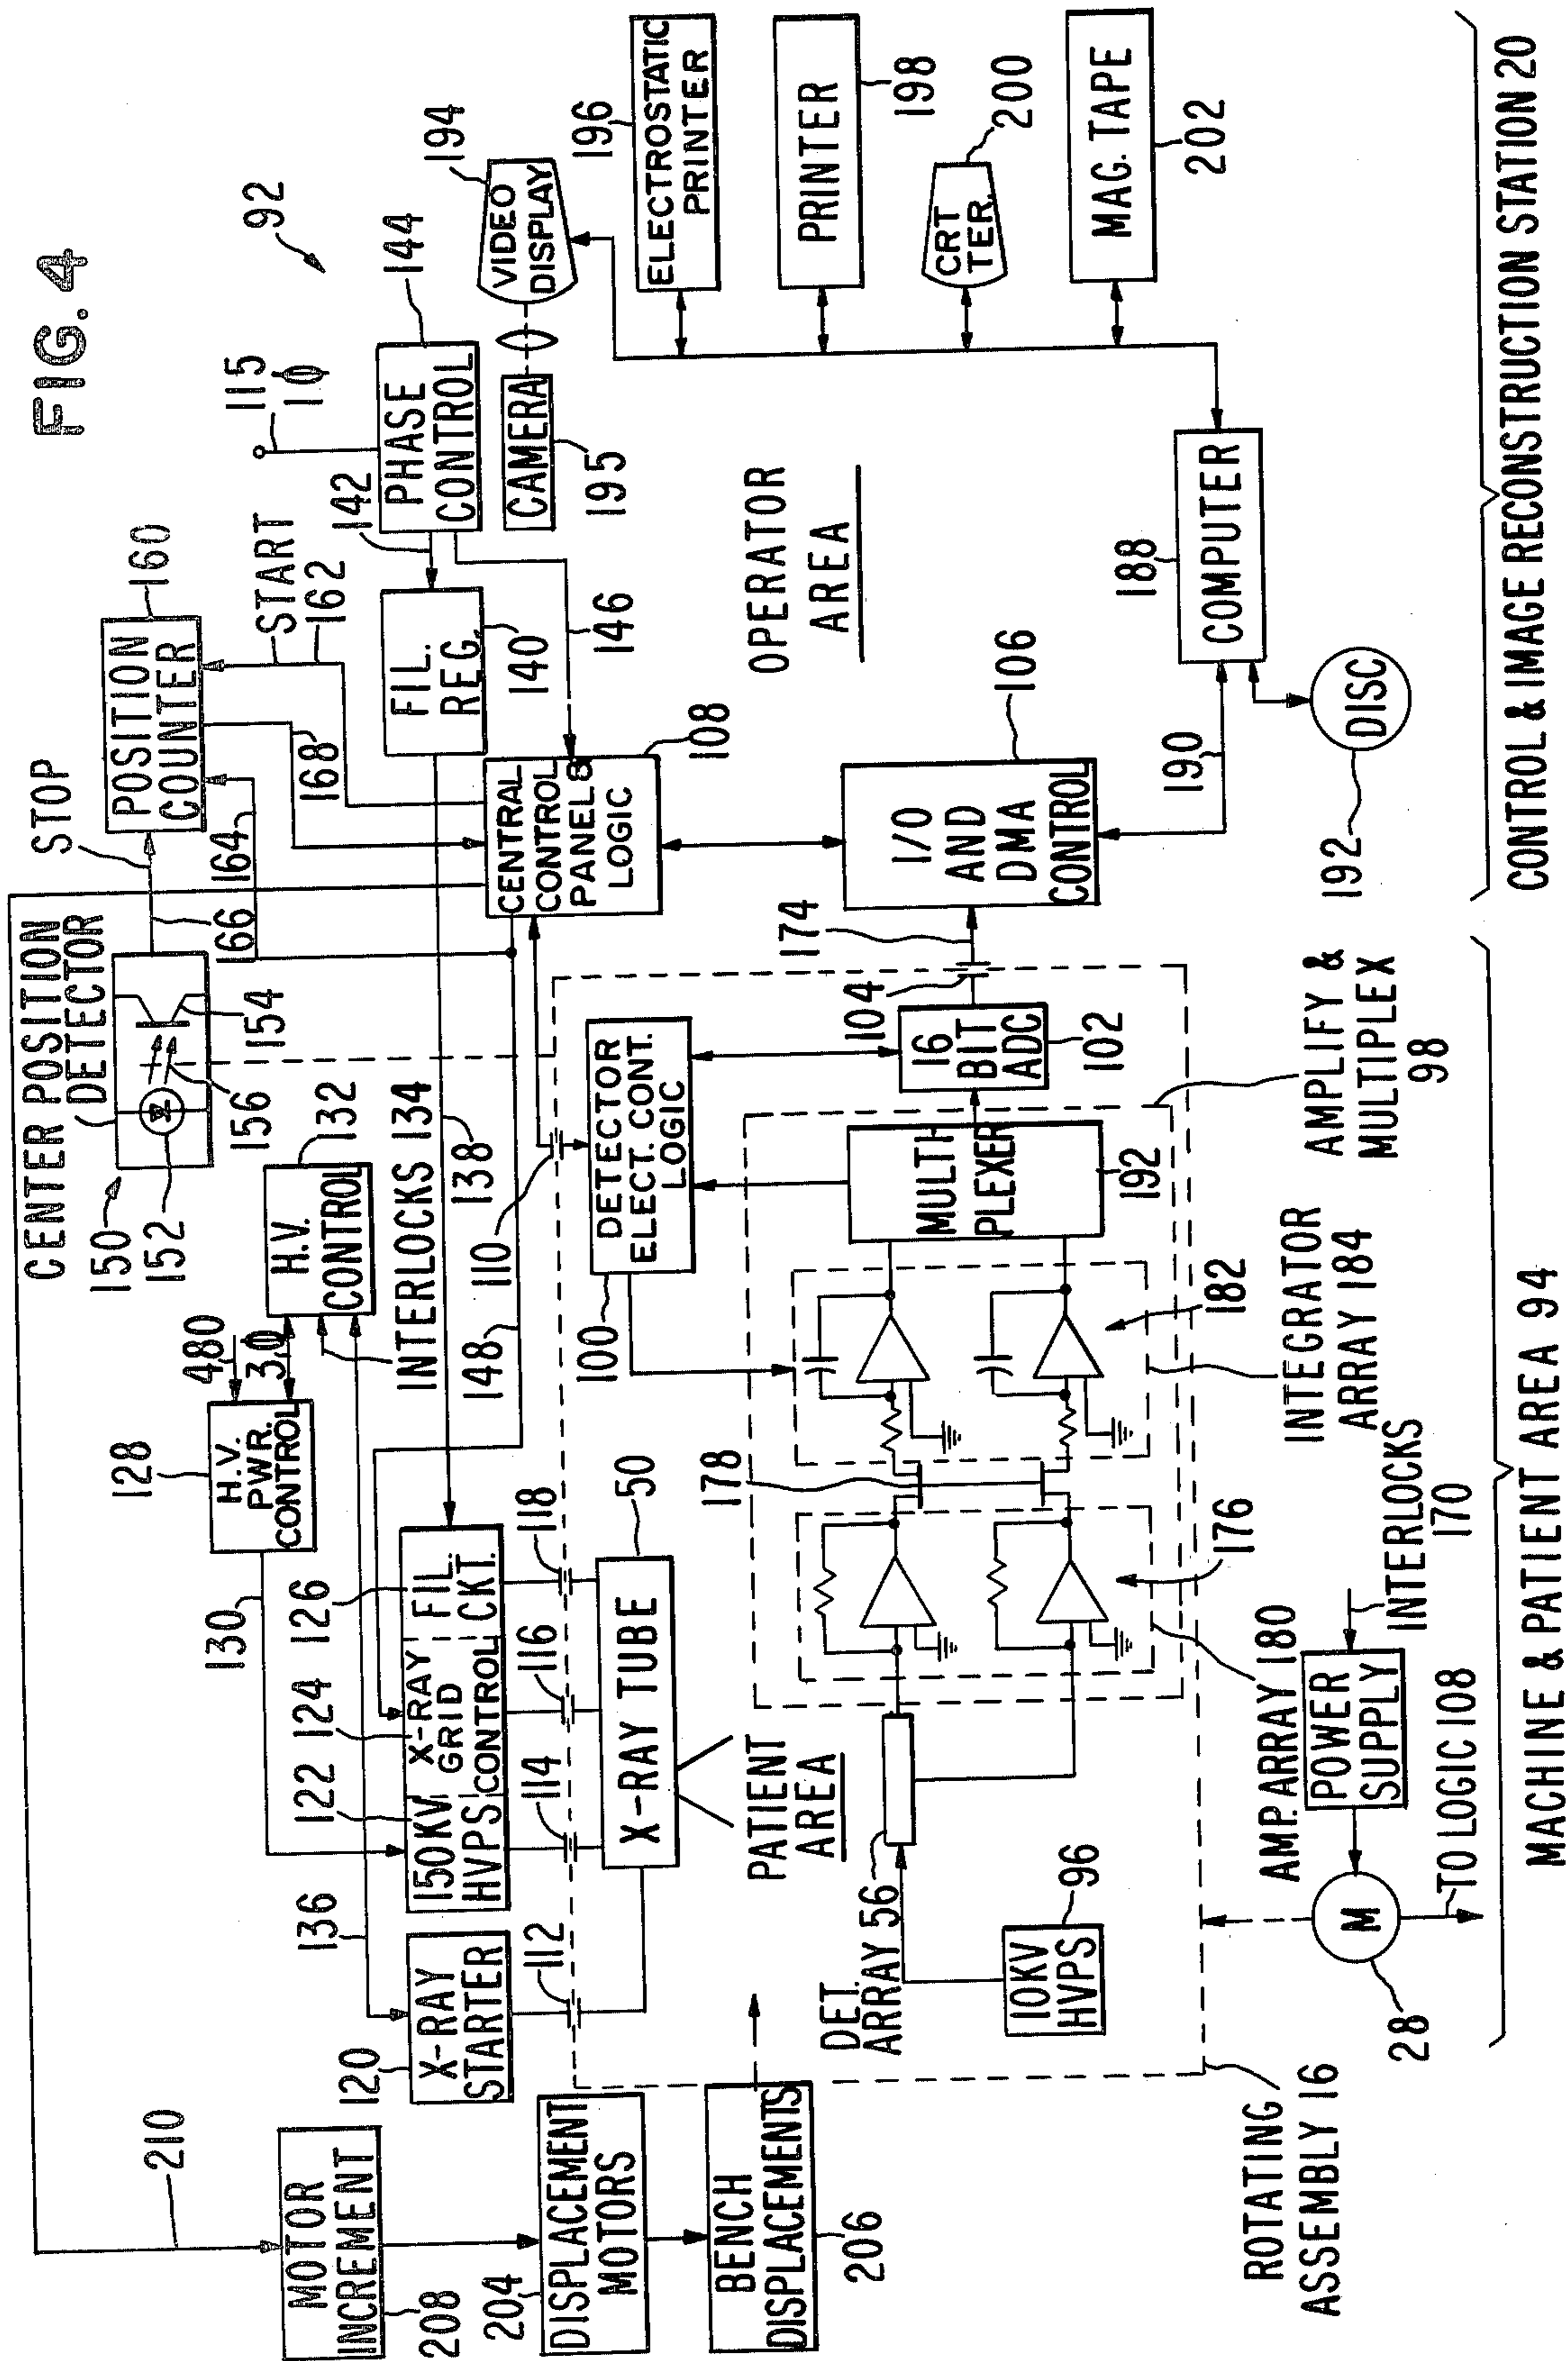 FIG. 4
92
CENTER POSITION
DETECTOR
150
152
156
154
STOP
166
164
POSITION
COUNTER
160
START
162
168
115
1ϕ
142
PHASE
CONTROL
144
146
FIL.
REG.
140
VIDEO
DISPLAY
194
CAMERA
195
ELECTROSTATIC
PRINTER
196
PRINTER
198
CRT
TER.
200
MAG. TAPE
202
OPERATOR
AREA
CENTRAL
CONTROL
PANEL &
LOGIC
108
I/O
AND
DMA
CONTROL
106
174
190
COMPUTER
188
DISC
192
CONTROL & IMAGE RECONSTRUCTION STATION 20
210
MOTOR
INCREMENT
208
DISPLACEMENT
MOTORS
204
BENCH
DISPLACEMENTS
206
136
X-RAY
STARTER
120
130
H.V.
PWR.
CONTROL
128
480
3ϕ
H.V.
CONTROL
132
INTERLOCKS 134
138
148
150KV
HVPS
122
X-RAY
GRID
CONTROL
124
FIL.
CKT.
126
112
114
116
118
110
X-RAY TUBE
50
PATIENT
AREA
DETECTOR
ELECT. CONT.
LOGIC
100
16
BIT
ADC
102
104
MULTI
PLEXER
192
178
176
182
DET.
ARRAY 56
10KV
HVPS
96
AMPLIFY &
MULTIPLEX
98
INTEGRATOR
ARRAY 184
AMP. ARRAY 180
INTERLOCKS
170
POWER
SUPPLY
M
28
TO LOGIC 108
ROTATING
ASSEMBLY 16
MACHINE & PATIENT AREA 94